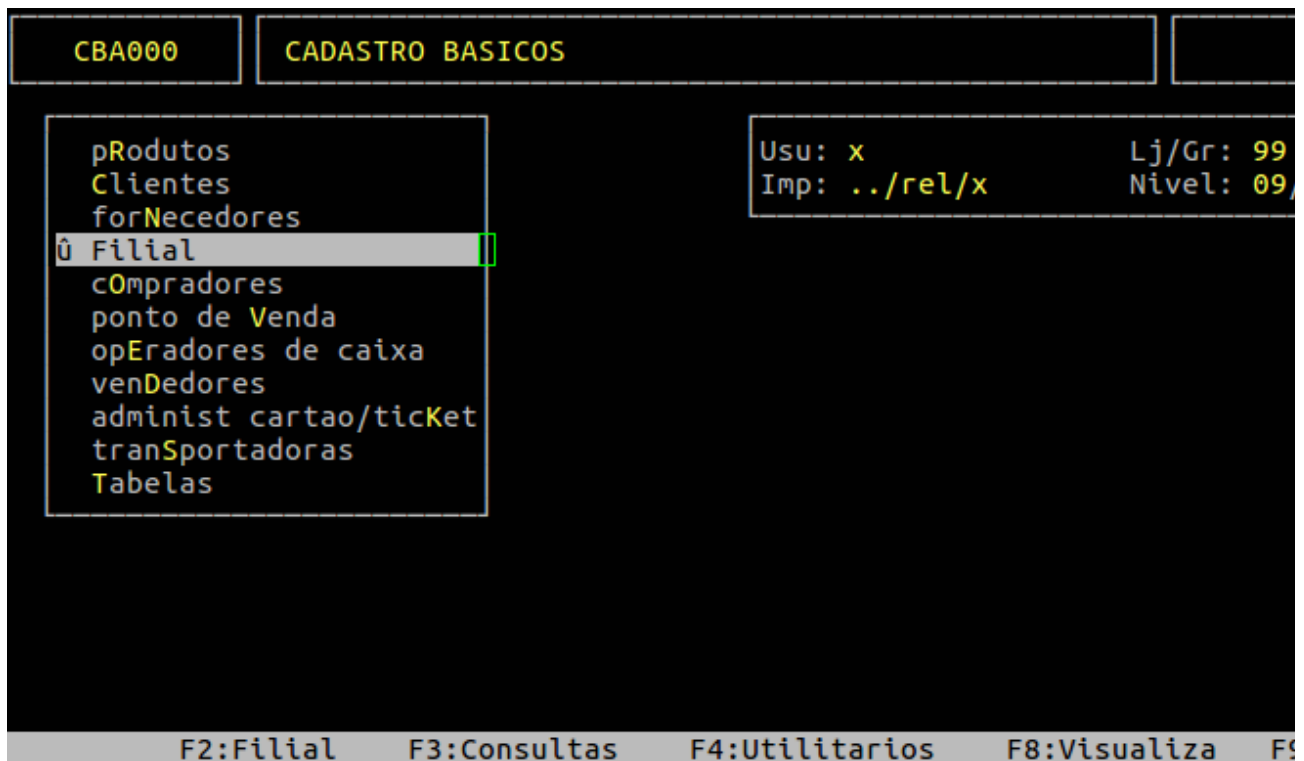 CBA000 CADASTRO BASICOS
pRodutos
Clientes
forNecedores
û Filial
cOmpradores
ponto de Venda
opEradores de caixa
venDedores
administ cartao/ticKet
tranSportadoras
Tabelas
Usu: x Lj/Gr: 99
Imp: ../rel/x Nivel: 09/
F2:Filial F3:Consultas F4:Utilitarios F8:Visualiza